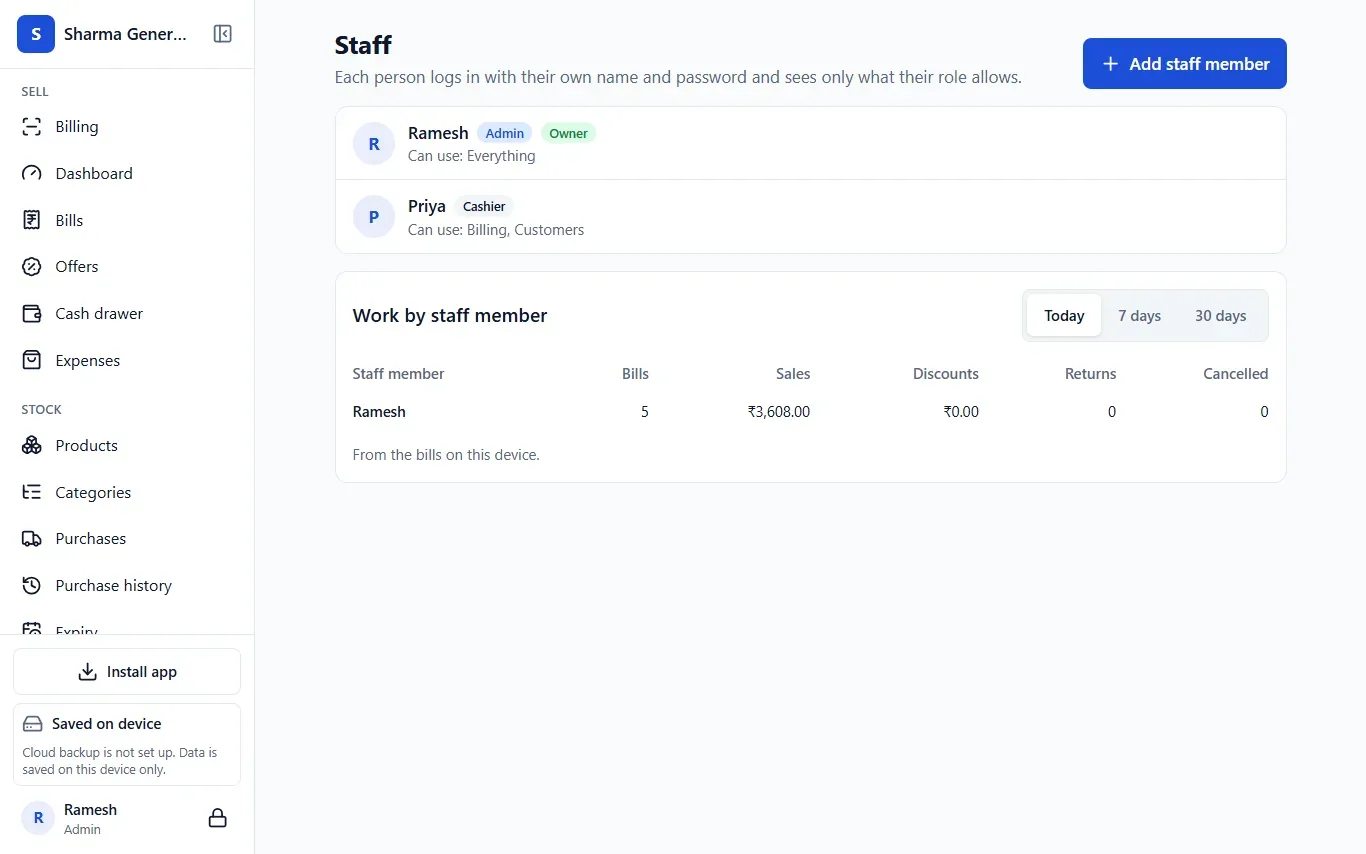 S Sharma Gener...
SELL
Billing
Dashboard
Bills
Offers
Cash drawer
Expenses
STOCK
Products
Categories
Purchases
Purchase history
Expiry
Install app
Saved on device
Cloud backup is not set up. Data is
saved on this device only.
R Ramesh
Admin
Staff
Each person logs in with their own name and password and sees only what their role allows.
+ Add staff member
R Ramesh Admin Owner
Can use: Everything
P Priya Cashier
Can use: Billing, Customers
Work by staff member
Today 7 days 30 days
Staff member Bills Sales Discounts Returns Cancelled
Ramesh 5 ₹3,608.00 ₹0.00 0 0
From the bills on this device.